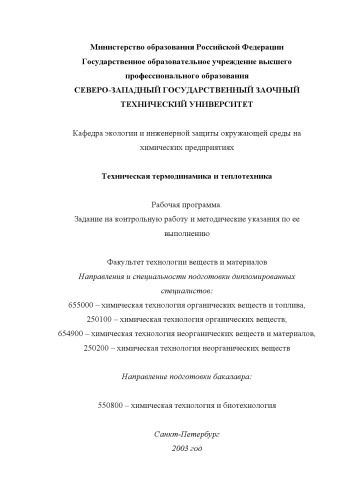 Министерство образования Российской Федерации
Государственное образовательное учреждение высшего
профессионального образования
СЕВЕРО-ЗАПАДНЫЙ ГОСУДАРСТВЕННЫЙ ЗАОЧНЫЙ
ТЕХНИЧЕСКИЙ УНИВЕРСИТЕТ
Кафедра экологии и инженерной защиты окружающей среды на
химических предприятиях
Техническая термодинамика и теплотехника
Рабочая программа
Задание на контрольную работу и методические указания по ее
выполнению
Факультет технологии веществ и материалов
Направления и специальности подготовки дипломированных
специалистов:
655000 – химическая технология органических веществ и топлива,
250100 – химическая технология органических веществ,
654900 – химическая технология неорганических веществ и материалов,
250200 – химическая технология неорганических веществ
Направление подготовки бакалавра:
550800 – химическая технология и биотехнология
Санкт-Петербург
2003 год